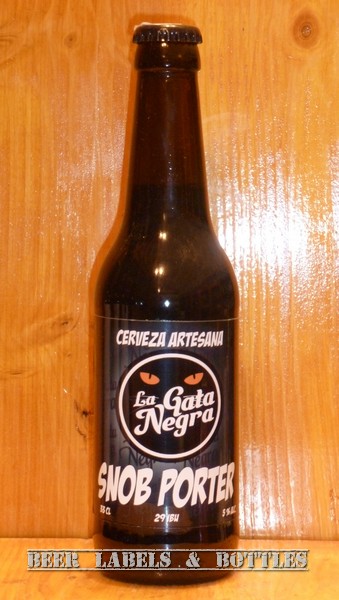 CERVEZA ARTESANA
La Gata
Negra
SNOB PORTER
33 CL
29 IBU
5 % ALC.
BEER LABELS & BOTTLES